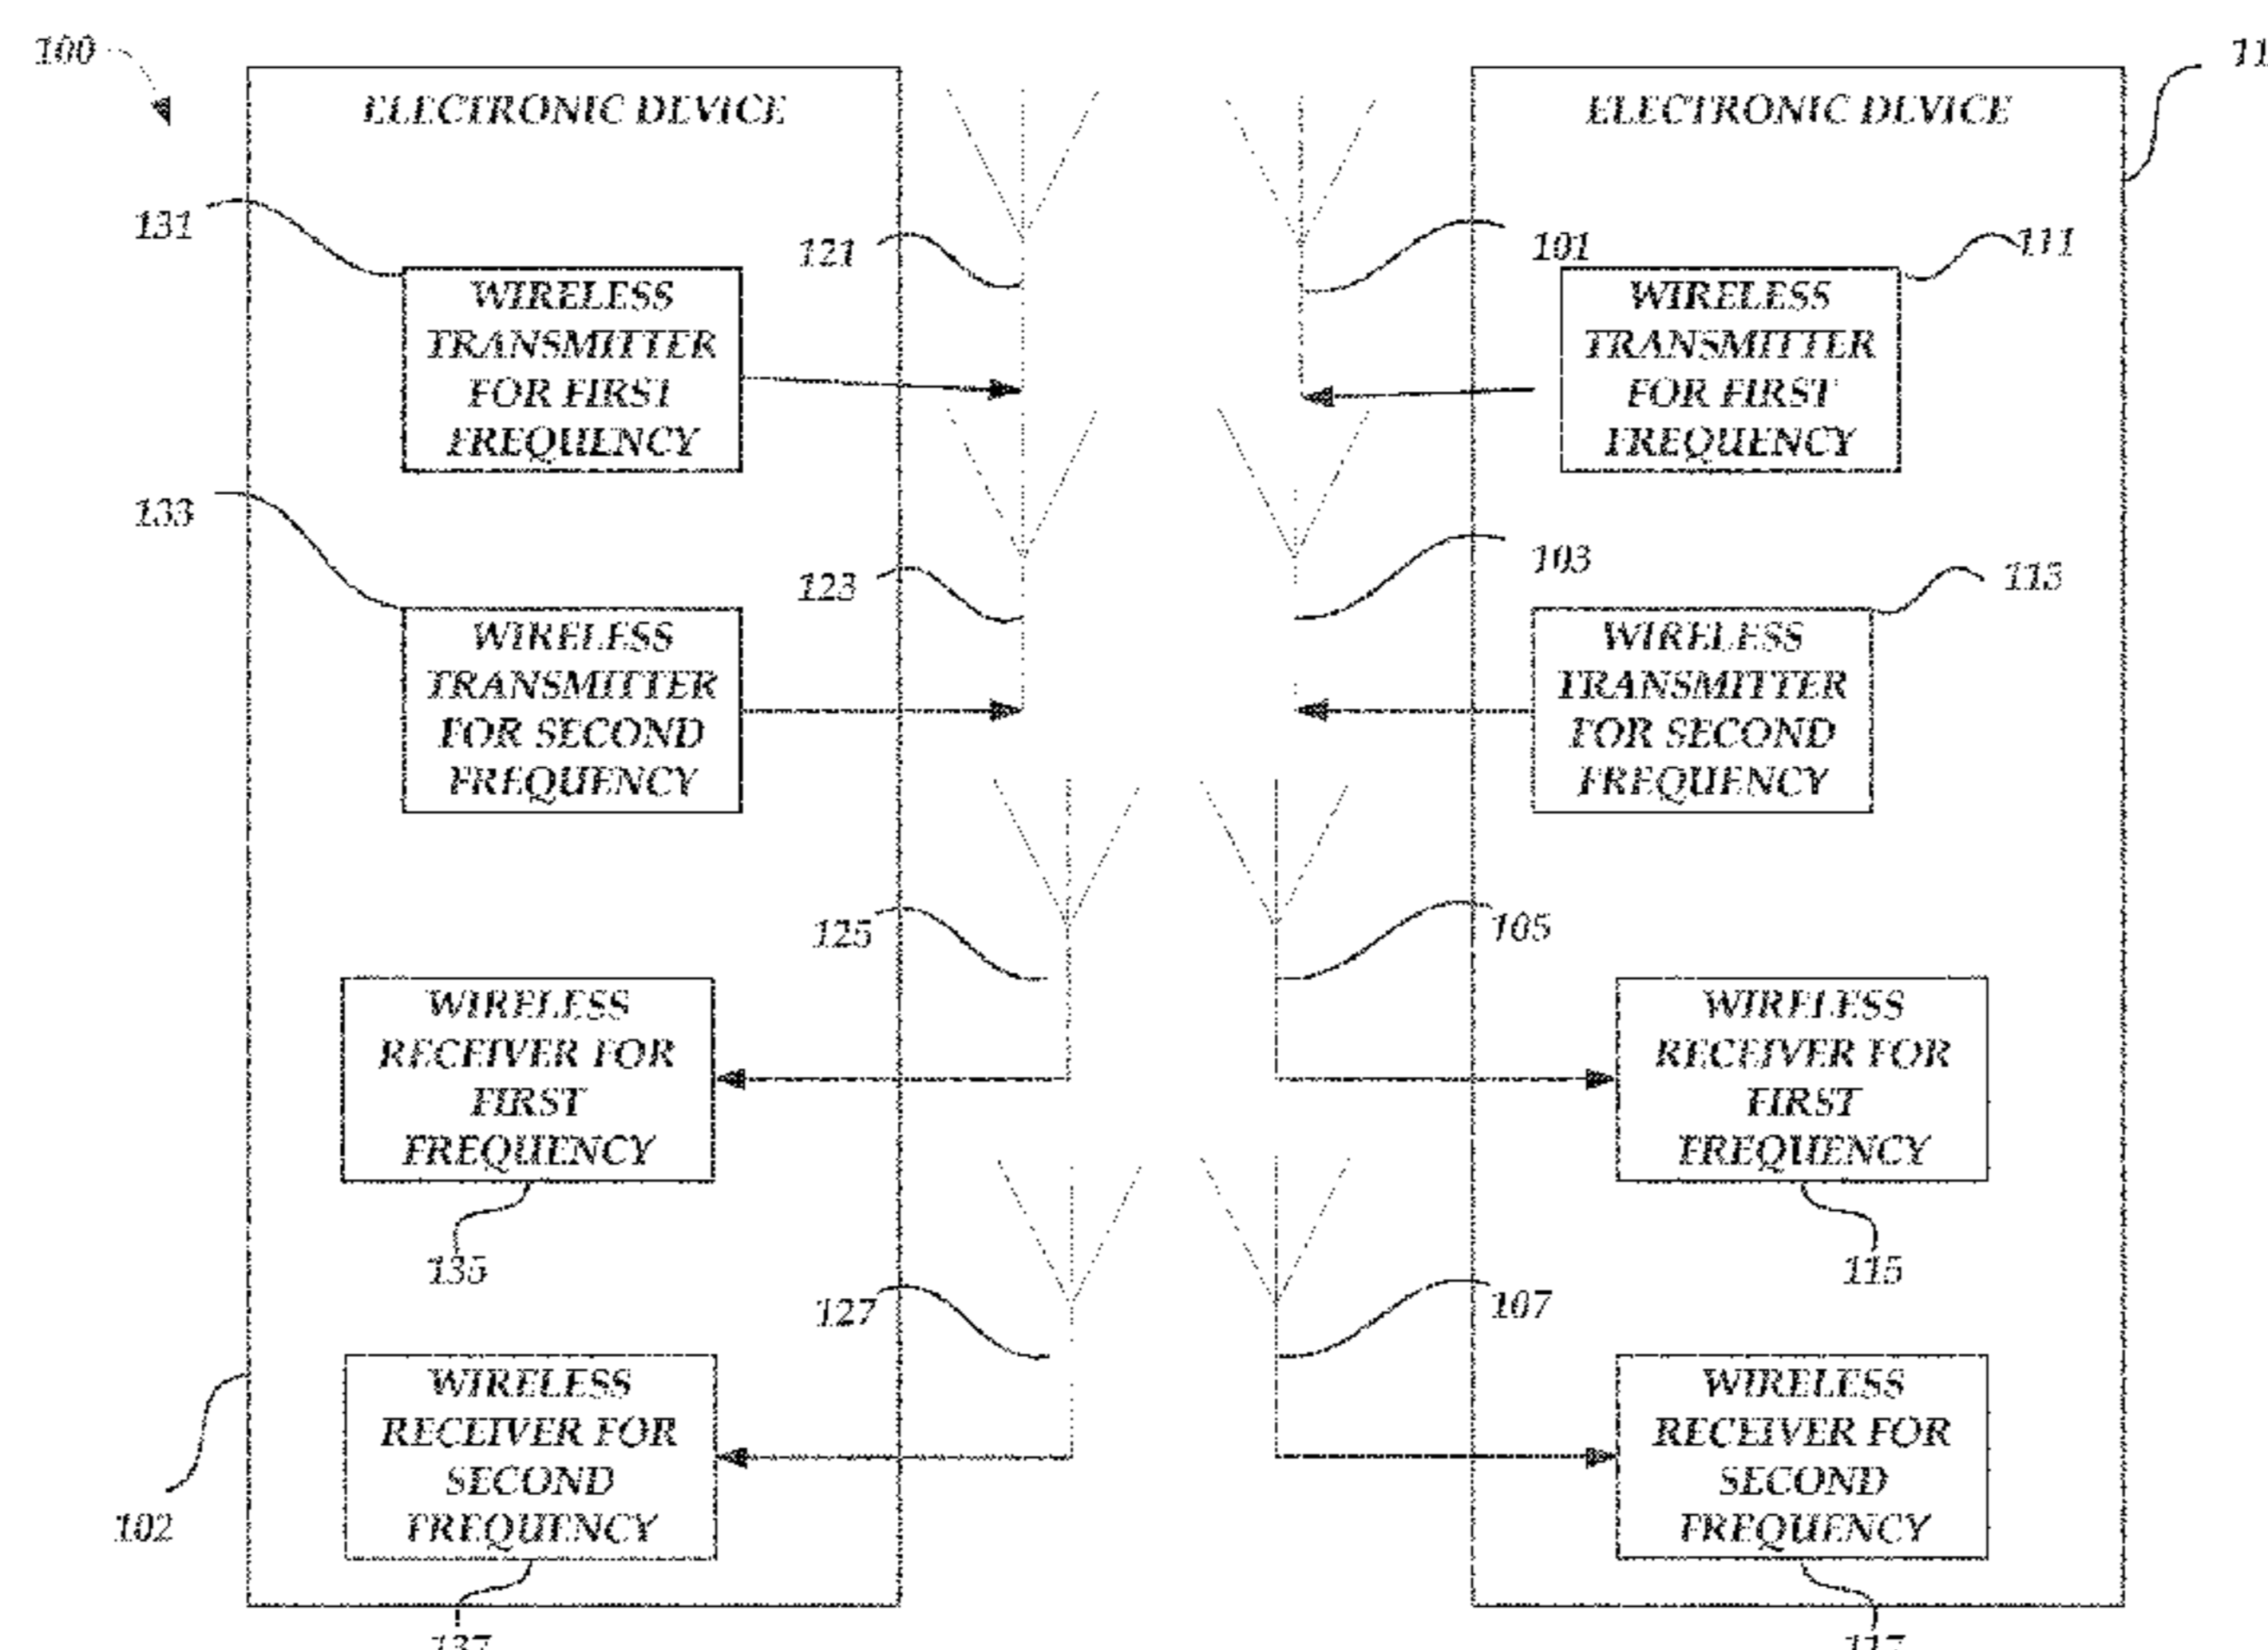 100
ELECTRONIC DEVICE
131
121
WIRELESS
TRANSMITTER
FOR FIRST
FREQUENCY
133
123
WIRELESS
TRANSMITTER
FOR SECOND
FREQUENCY
125
WIRELESS
RECEIVER FOR
FIRST
FREQUENCY
135
127
WIRELESS
RECEIVER FOR
SECOND
FREQUENCY
102
137
ELECTRONIC DEVICE
101
111
WIRELESS
TRANSMITTER
FOR FIRST
FREQUENCY
103
113
WIRELESS
TRANSMITTER
FOR SECOND
FREQUENCY
105
WIRELESS
RECEIVER FOR
FIRST
FREQUENCY
115
107
WIRELESS
RECEIVER FOR
SECOND
FREQUENCY
117